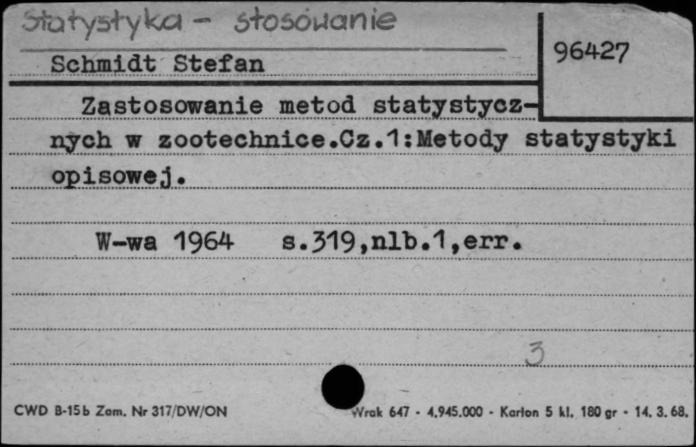 Statystyka - stosowanie
96427
Schmidt Stefan
Zastosowanie metod statystycz-
nych w zootechnice.Cz.1:Metody statystyki
opisowej.
W-wa 1964 s.319,nlb.1,err.
3
CWD B-15b Zam. Nr 317/DW/ON
Wrak 647 - 4.945.000 - Karton 5 kl. 180 gr - 14. 3. 68.